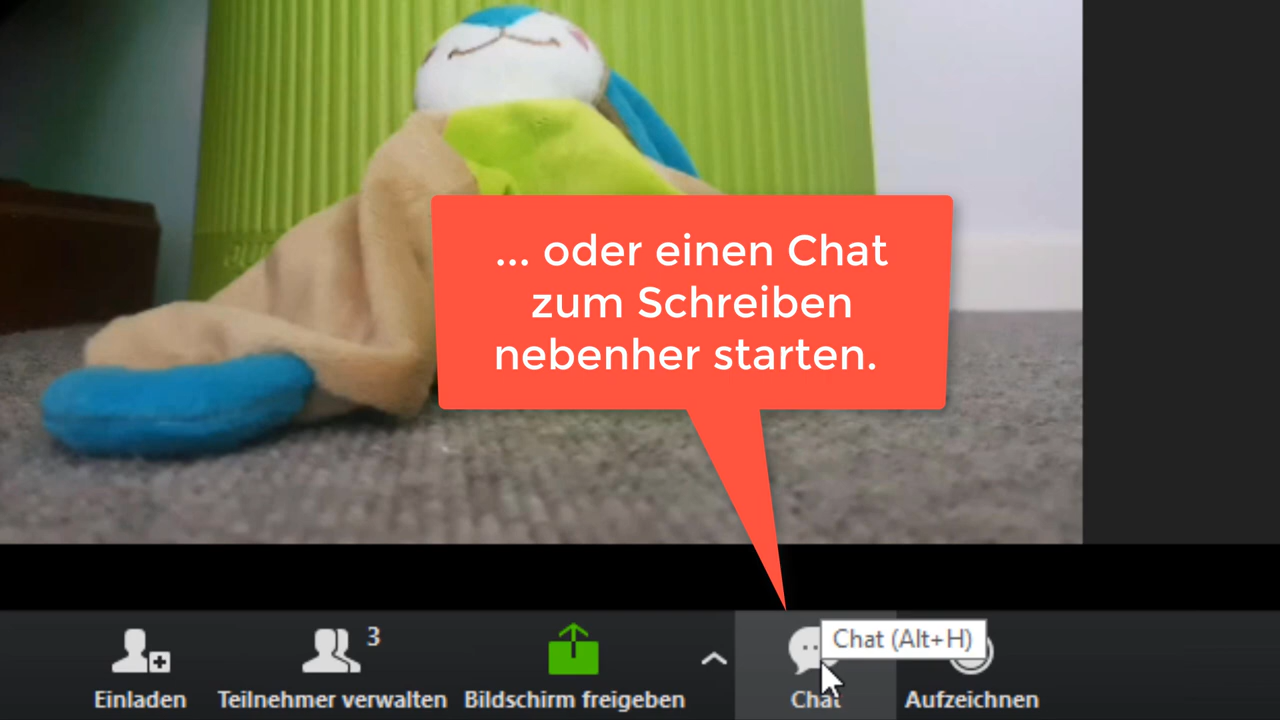 ... oder einen Chat
zum Schreiben
nebenher starten.
3
Chat (Alt+H)
Einladen
Teilnehmer verwalten
Bildschirm freigeben
Chat
Aufzeichnen